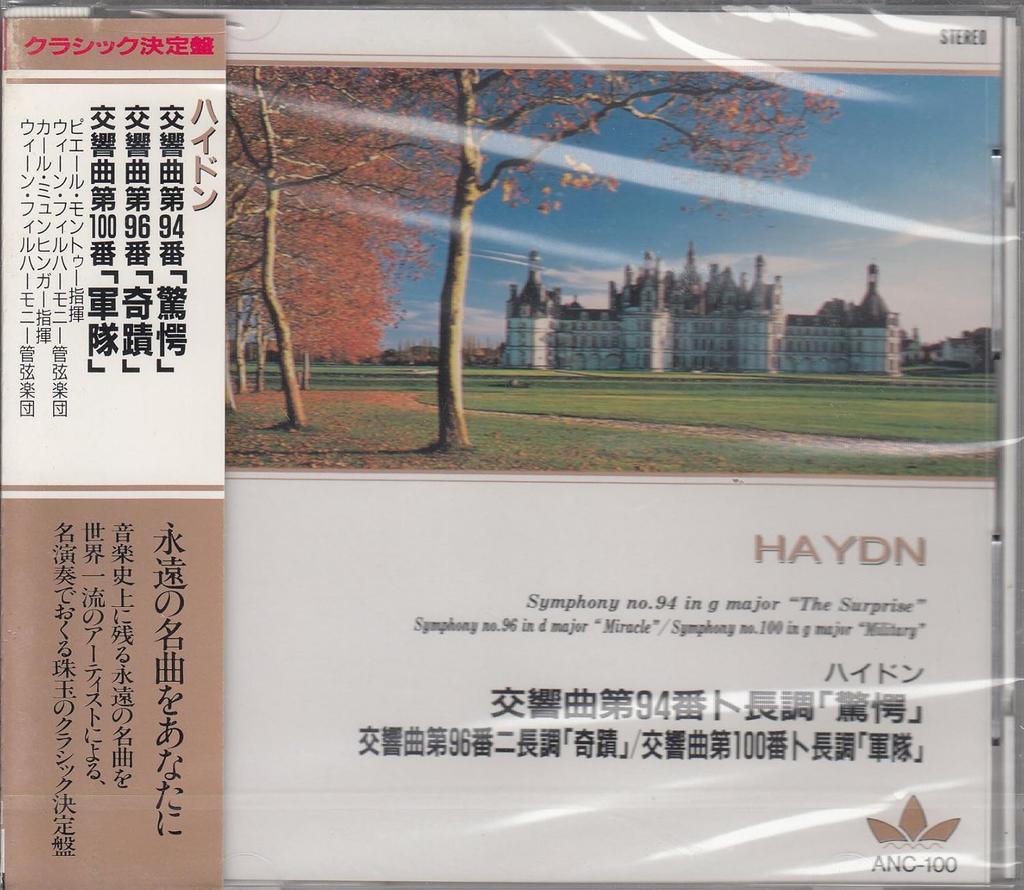 クラシック決定盤
ハイドン
交響曲第94番「驚愕」
交響曲第96番「奇蹟」
交響曲第100番「軍隊」
ピエール・モントゥー指揮
ウィーン・フィルハーモニー管弦楽団
カール・ミュンヒンガー指揮
ウィーン・フィルハーモニー管弦楽団
永遠の名曲をあなたに
音楽史上に残る永遠の名曲を
世界一流のアーティストによる、
名演奏でおくる珠玉のクラシック決定盤
STEREO
HAYDN
Symphony no.94 in g major "The Surprise"
Symphony no.96 in d major "Miracle"/Symphony no.100 in g major "Military"
ハイドン
交響曲第94番ト長調「驚愕」
交響曲第96番ニ長調「奇蹟」/交響曲第100番ト長調「軍隊」
ANC-100